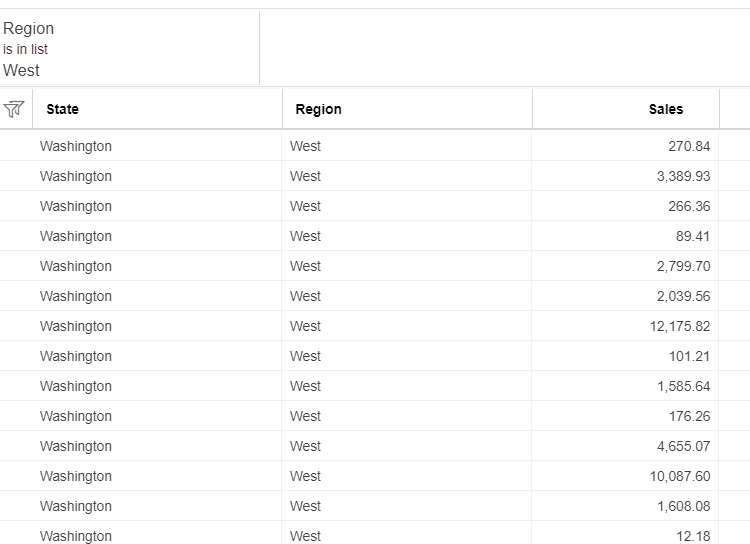 Region
is in list
West
State Region Sales
Washington West 270.84
Washington West 3,389.93
Washington West 266.36
Washington West 89.41
Washington West 2,799.70
Washington West 2,039.56
Washington West 12,175.82
Washington West 101.21
Washington West 1,585.64
Washington West 176.26
Washington West 4,655.07
Washington West 10,087.60
Washington West 1,608.08
Washington West 12.18